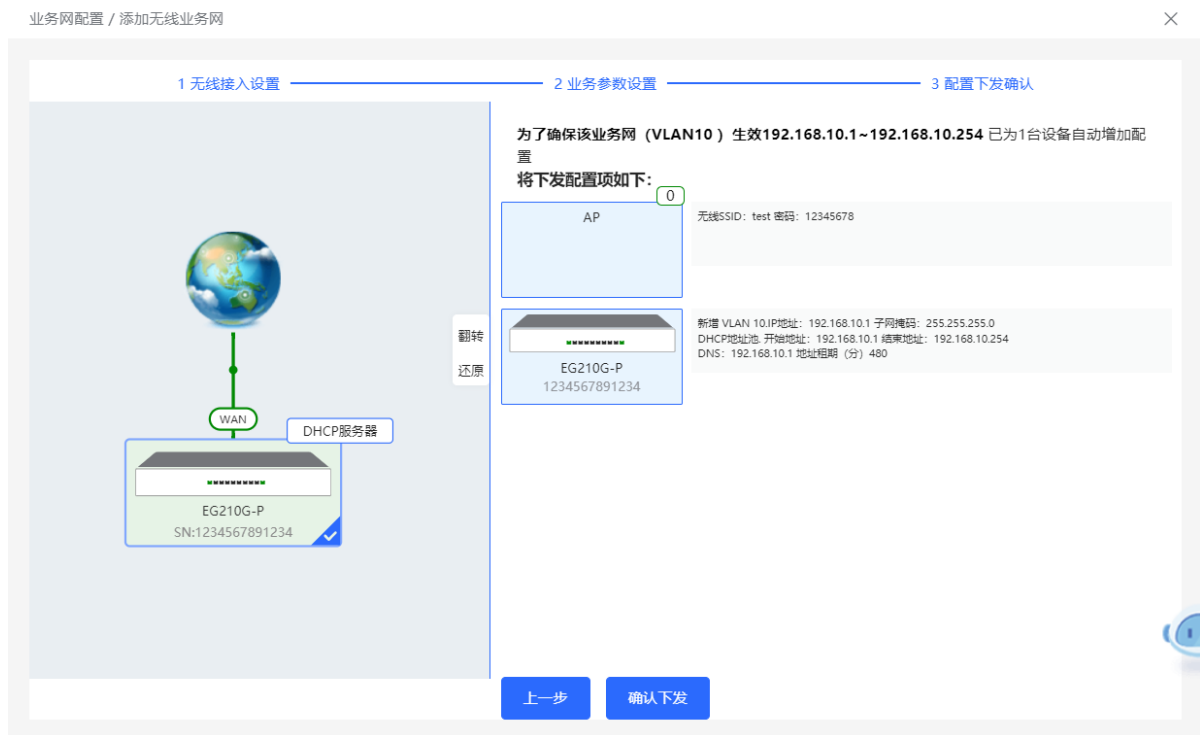 业务网配置 / 添加无线业务网
1 无线接入设置
2 业务参数设置
3 配置下发确认
WAN
DHCP服务器
EG210G-P
SN:1234567891234
翻转
还原
为了确保该业务网（VLAN10 ）生效192.168.10.1~192.168.10.254 已为1台设备自动增加配
置
将下发配置项如下：
0
AP
无线SSID：test 密码：12345678
EG210G-P
1234567891234
新增 VLAN 10.IP地址：192.168.10.1 子网掩码：255.255.255.0
DHCP地址池. 开始地址：192.168.10.1 结束地址：192.168.10.254
DNS：192.168.10.1 地址租期（分）480
上一步
确认下发